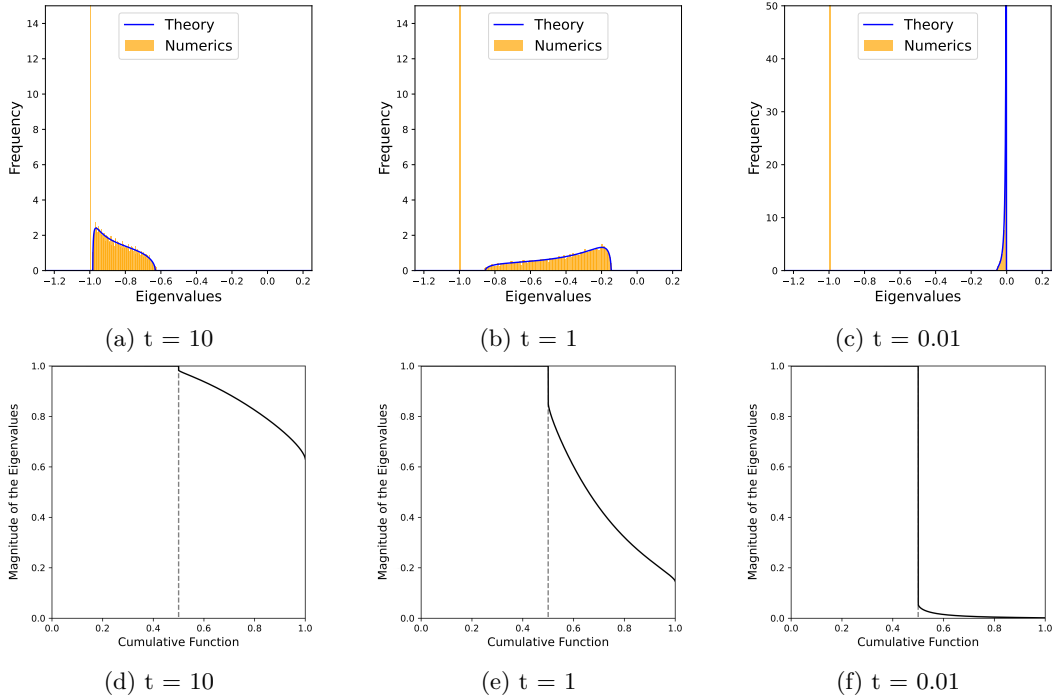 Theory
Numerics
14
12
10
8
6
4
2
0
Frequency
−1.2 −1.0 −0.8 −0.6 −0.4 −0.2 0.0 0.2
Eigenvalues
(a) t = 10
Theory
Numerics
14
12
10
8
6
4
2
0
Frequency
−1.2 −1.0 −0.8 −0.6 −0.4 −0.2 0.0 0.2
Eigenvalues
(b) t = 1
Theory
Numerics
50
40
30
20
10
0
Frequency
−1.2 −1.0 −0.8 −0.6 −0.4 −0.2 0.0 0.2
Eigenvalues
(c) t = 0.01
1.0
0.8
0.6
0.4
0.2
0.0
Magnitude of the Eigenvalues
0.0 0.2 0.4 0.6 0.8 1.0
Cumulative Function
(d) t = 10
1.0
0.8
0.6
0.4
0.2
0.0
Magnitude of the Eigenvalues
0.0 0.2 0.4 0.6 0.8 1.0
Cumulative Function
(e) t = 1
1.0
0.8
0.6
0.4
0.2
0.0
Magnitude of the Eigenvalues
0.0 0.2 0.4 0.6 0.8 1.0
Cumulative Function
(f) t = 0.01